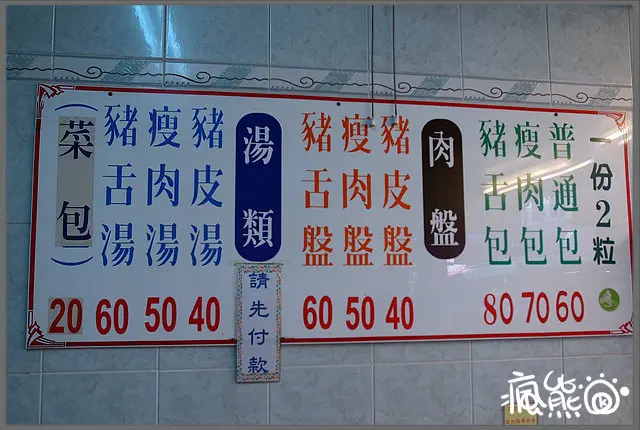 一份2粒
普通包 60
瘦肉包 70
豬舌包 80
肉盤
豬皮盤 40
瘦肉盤 50
豬舌盤 60
湯類
請先付款
豬皮湯 40
瘦肉湯 50
豬舌湯 60
(菜包) 20
瘋熊